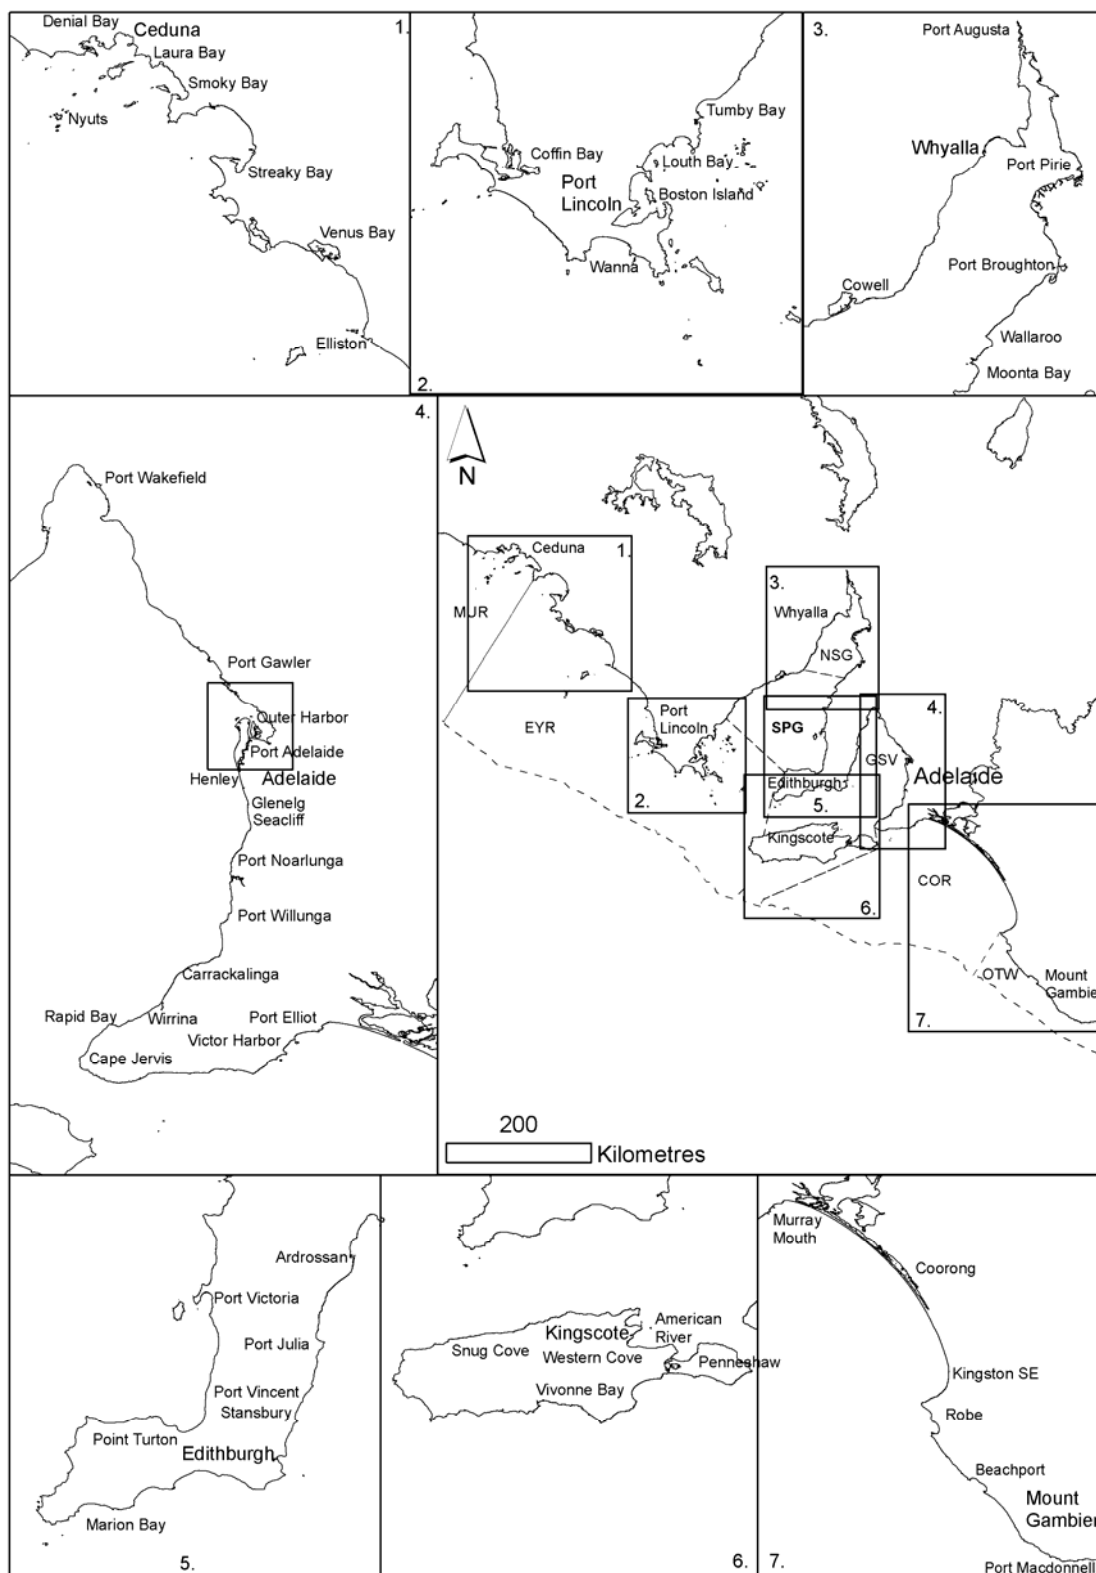 Denial Bay
Ceduna
1.
Laura Bay
Smoky Bay
Nyuts
Streaky Bay
Venus Bay
Elliston
Tumby Bay
Coffin Bay
Louth Bay
Port
Lincoln
Boston Island
Wanna
2.
3.
Port Augusta
Whyalla
Port Pirie
Port Broughton
Cowell
Wallaroo
Moonta Bay
4.
Port Wakefield
Port Gawler
Outer Harbor
Port Adelaide
Henley
Adelaide
Glenelg
Seacliff
Port Noarlunga
Port Willunga
Carrackalinga
Rapid Bay
Wirrina
Port Elliot
Victor Harbor
Cape Jervis
N
Ceduna
1.
MUR
3.
Whyalla
NSG
EYR
Port
Lincoln
SPG
4.
GSV
Adelaide
Edithburgh
2.
5.
Kingscote
COR
6.
OTW
Mount
Gambier
7.
200
Kilometres
Ardrossan
Port Victoria
Port Julia
Port Vincent
Stansbury
Point Turton
Edithburgh
Marion Bay
5.
American
River
Kingscote
Snug Cove
Western Cove
Penneshaw
Vivonne Bay
6.
Murray
Mouth
Coorong
Kingston SE
Robe
Beachport
Mount
Gambier
7.
Port Macdonnell